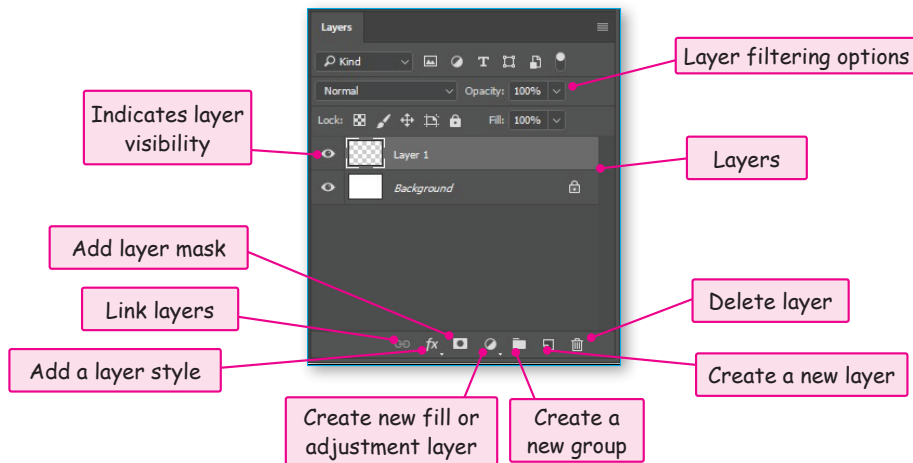 Layers
Kind
Layer filtering options
Normal
Opacity: 100%
Indicates layer
visibility
Lock:
Fill: 100%
Layer 1
Layers
Background
Add layer mask
Link layers
Delete layer
fx
Add a layer style
Create a new layer
Create new fill or
adjustment layer
Create a
new group